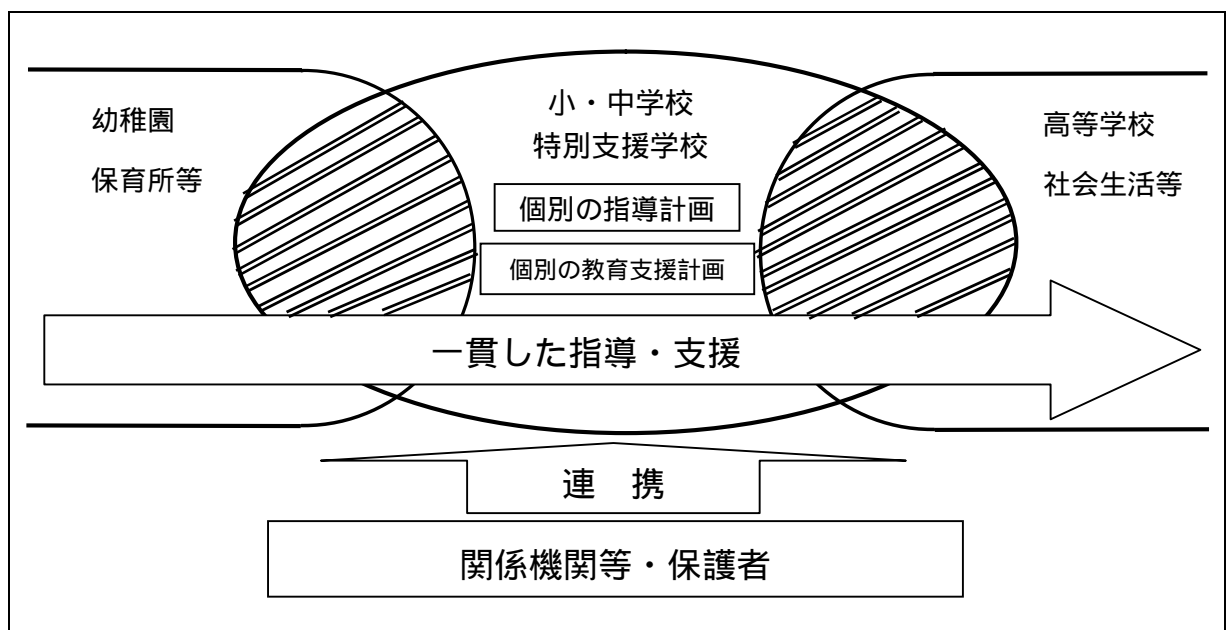 幼稚園
保育所等
小・中学校
特別支援学校
個別の指導計画
個別の教育支援計画
高等学校
社会生活等
一貫した指導・支援
連　携
関係機関等・保護者